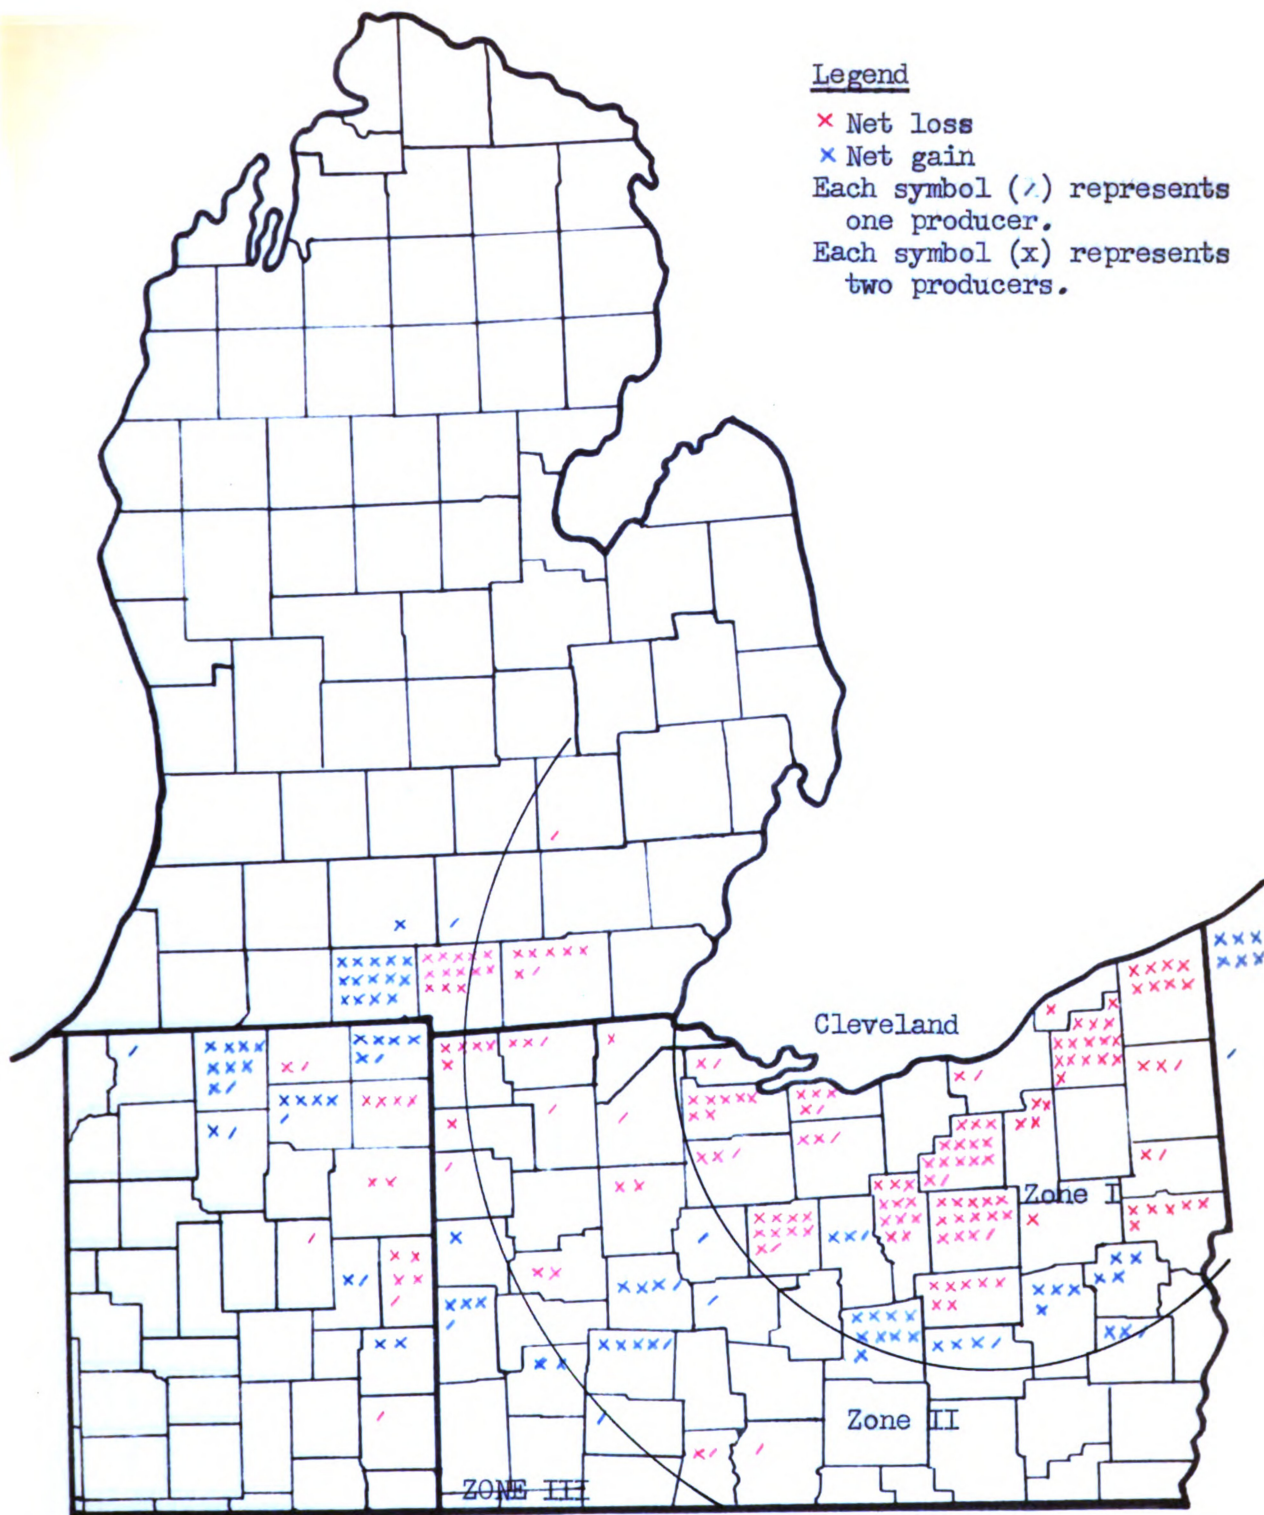 Legend
x Net loss
x Net gain
Each symbol (/) represents
one producer.
Each symbol (x) represents
two producers.
Cleveland
Zone I
Zone II
ZONE III